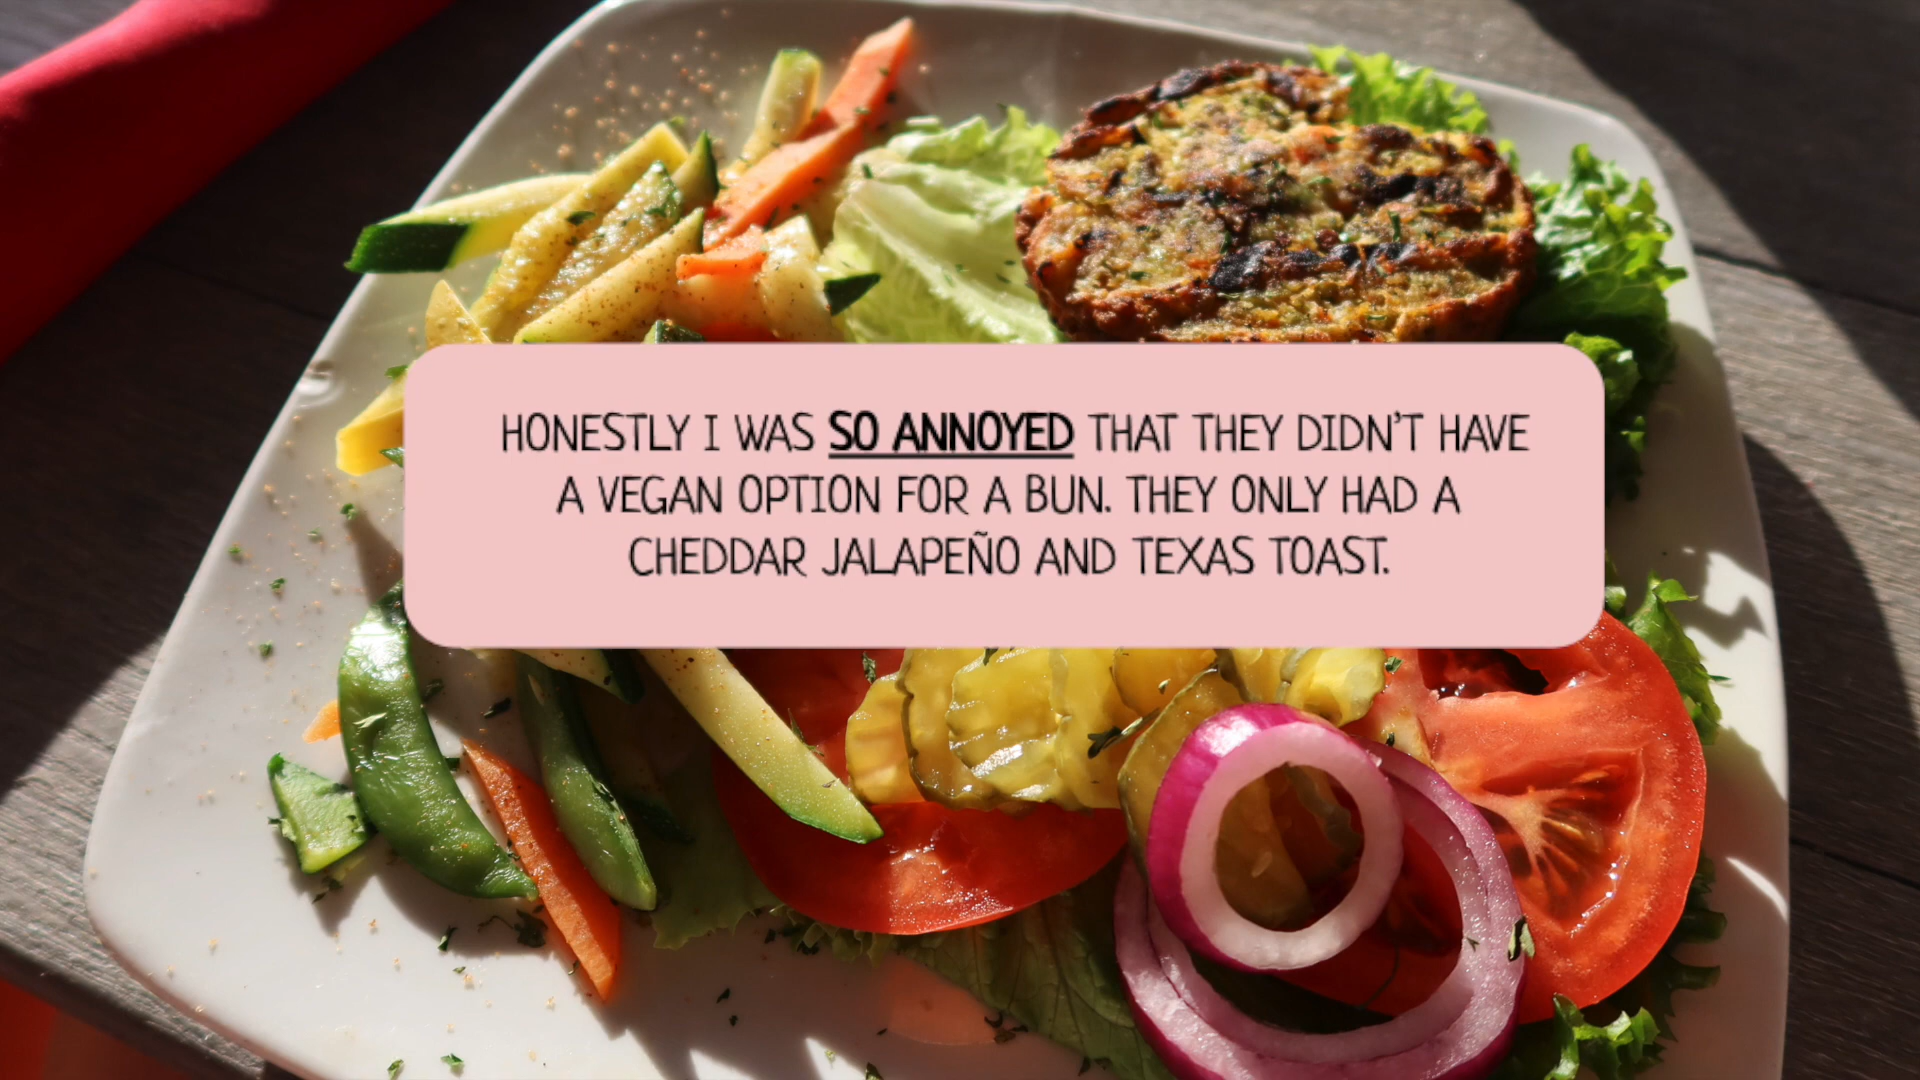 HONESTLY I WAS SO ANNOYED THAT THEY DIDN'T HAVE
A VEGAN OPTION FOR A BUN. THEY ONLY HAD A
CHEDDAR JALAPEÑO AND TEXAS TOAST.